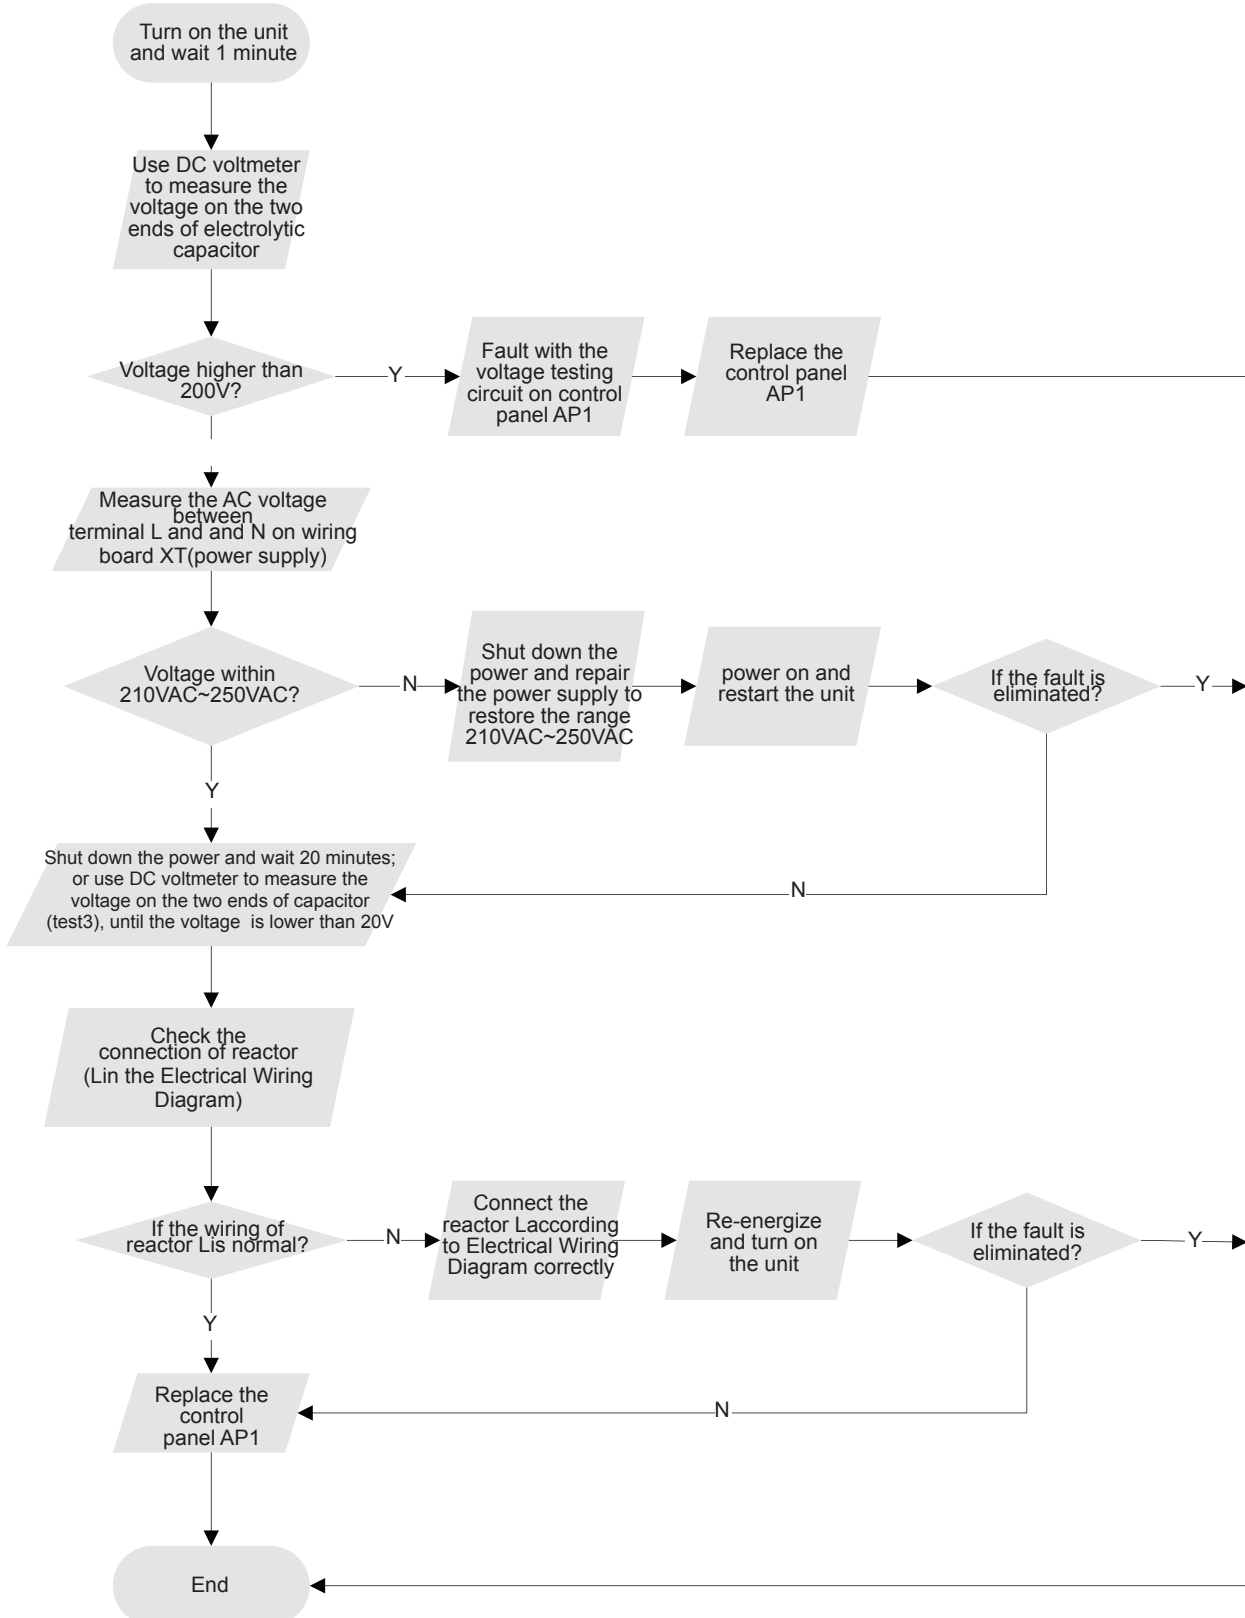 Turn on the unit
and wait 1 minute
Use DC voltmeter
to measure the
voltage on the two
ends of electrolytic
capacitor
Voltage higher than
200V?
Y
Fault with the
voltage testing
circuit on control
panel AP1
Replace the
control panel
AP1
Measure the AC voltage
between
terminal L and and N on wiring
board XT(power supply)
Voltage within
210VAC~250VAC?
N
Shut down the
power and repair
the power supply to
restore the range
210VAC~250VAC
power on and
restart the unit
If the fault is
eliminated?
Y
Y
Shut down the power and wait 20 minutes;
or use DC voltmeter to measure the
voltage on the two ends of capacitor
(test3), until the voltage is lower than 20V
N
Check the
connection of reactor
(Lin the Electrical Wiring
Diagram)
If the wiring of
reactor Lis normal?
N
Connect the
reactor Laccording
to Electrical Wiring
Diagram correctly
Re-energize
and turn on
the unit
If the fault is
eliminated?
Y
Y
Replace the
control
panel AP1
N
End